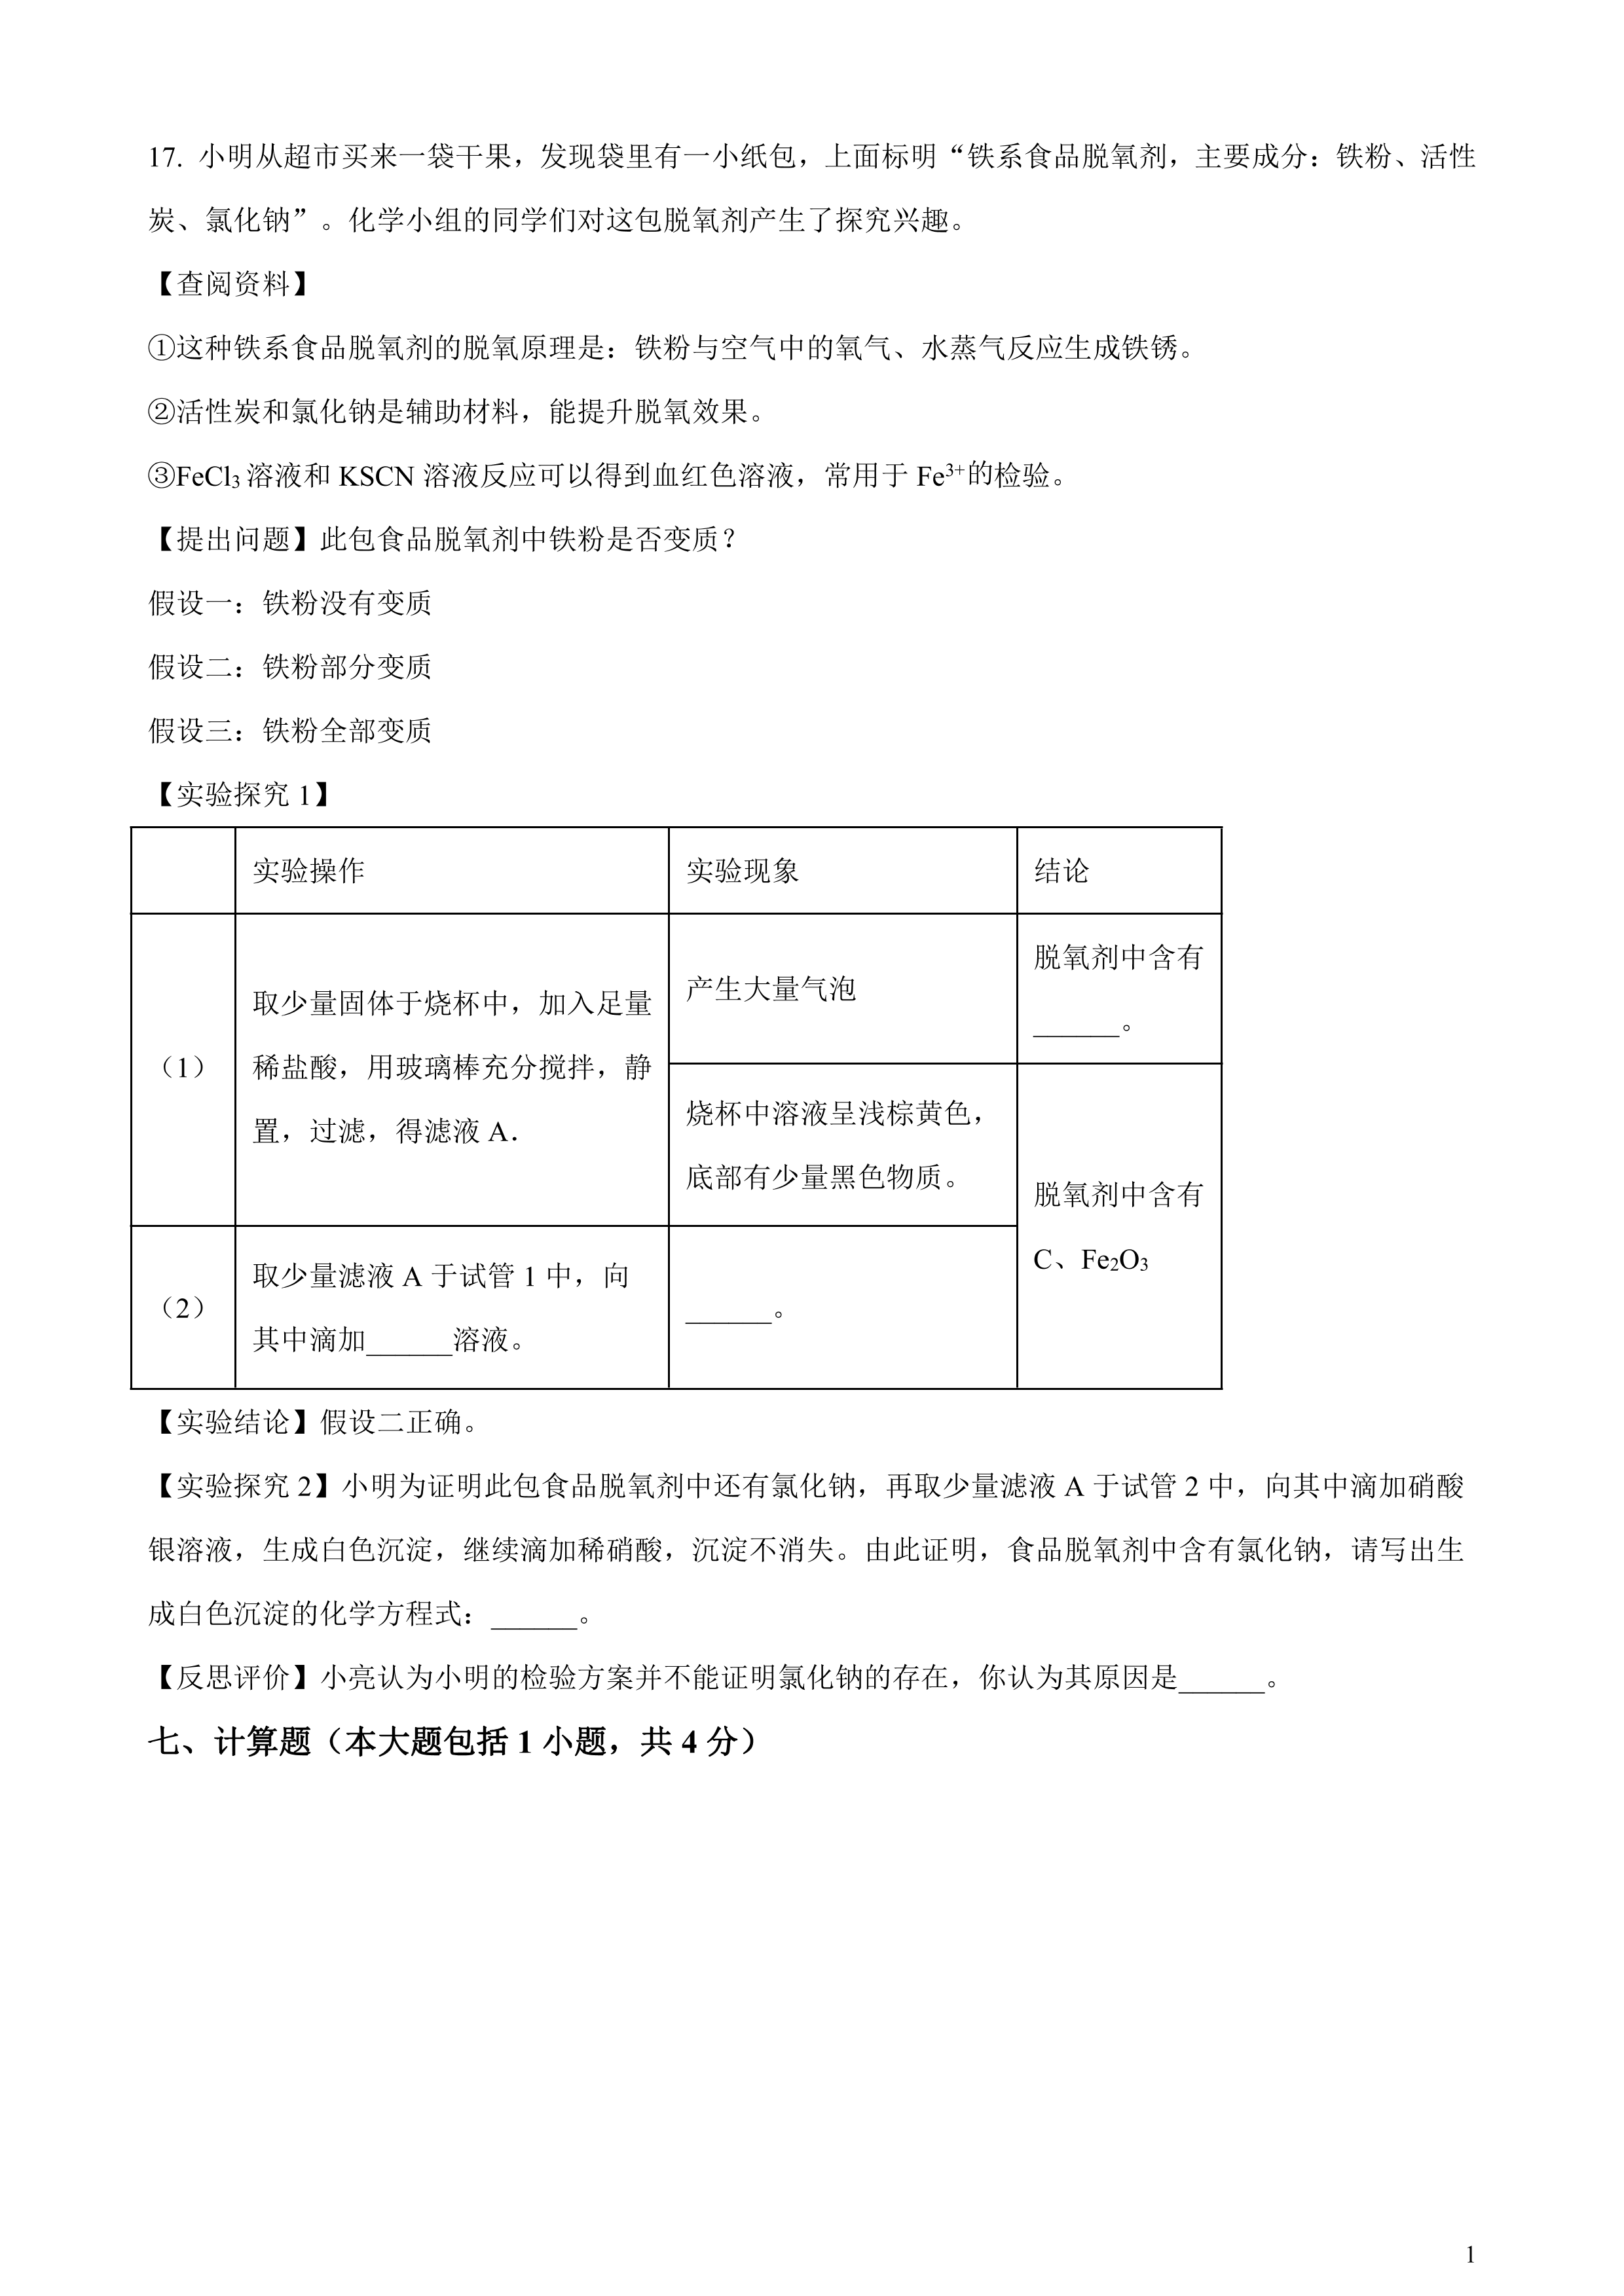 17. 小明从超市买来一袋干果，发现袋里有一小纸包，上面标明“铁系食品脱氧剂，主要成分：铁粉、活性
炭、氯化钠”。化学小组的同学们对这包脱氧剂产生了探究兴趣。
【查阅资料】
①这种铁系食品脱氧剂的脱氧原理是：铁粉与空气中的氧气、水蒸气反应生成铁锈。
②活性炭和氯化钠是辅助材料，能提升脱氧效果。
③FeCl₃溶液和 KSCN 溶液反应可以得到血红色溶液，常用于 Fe³⁺的检验。
【提出问题】此包食品脱氧剂中铁粉是否变质？
假设一：铁粉没有变质
假设二：铁粉部分变质
假设三：铁粉全部变质
【实验探究 1】
实验操作
实验现象
结论
（1）
取少量固体于烧杯中，加入足量
稀盐酸，用玻璃棒充分搅拌，静
置，过滤，得滤液 A．
产生大量气泡
脱氧剂中含有
______。
烧杯中溶液呈浅棕黄色，
底部有少量黑色物质。
脱氧剂中含有
C、Fe₂O₃
（2）
取少量滤液 A 于试管 1 中，向
其中滴加______溶液。
______。
【实验结论】假设二正确。
【实验探究 2】小明为证明此包食品脱氧剂中还有氯化钠，再取少量滤液 A 于试管 2 中，向其中滴加硝酸
银溶液，生成白色沉淀，继续滴加稀硝酸，沉淀不消失。由此证明，食品脱氧剂中含有氯化钠，请写出生
成白色沉淀的化学方程式：______。
【反思评价】小亮认为小明的检验方案并不能证明氯化钠的存在，你认为其原因是______。
七、计算题（本大题包括 1 小题，共 4 分）
1